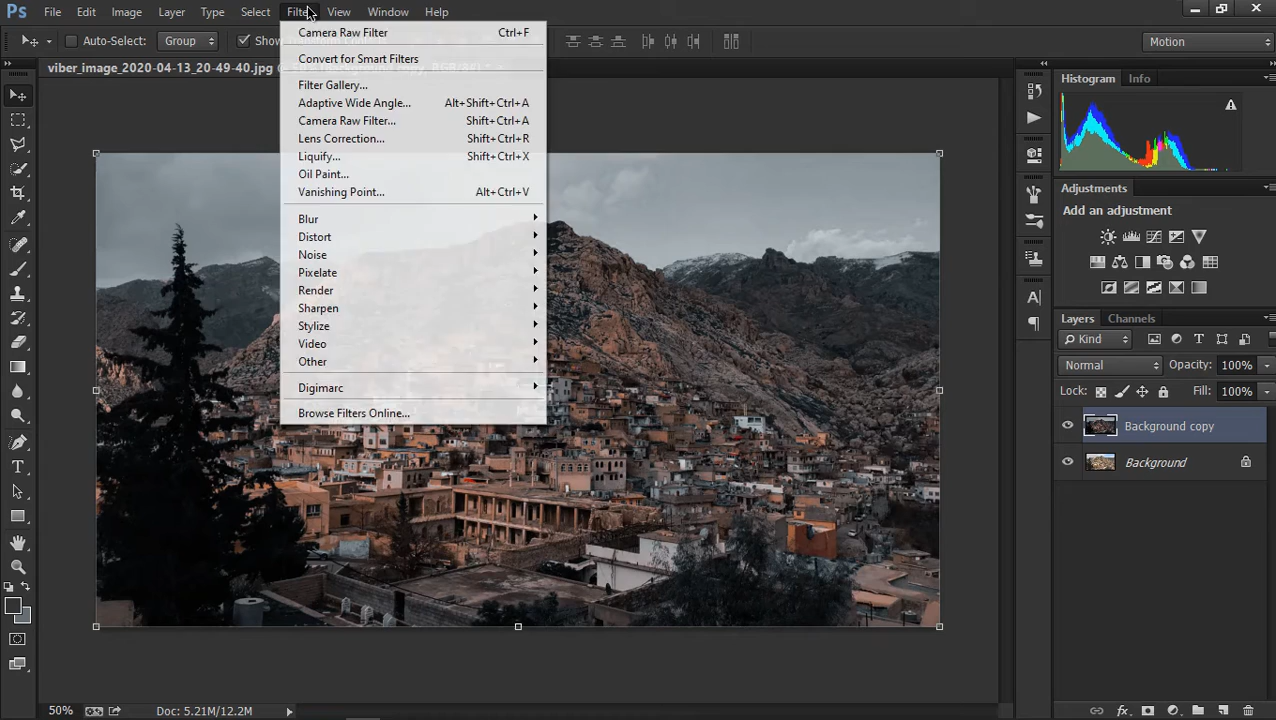 Ps File Edit Image Layer Type Select Filter View Window Help
Auto-Select: Group Motion
viber_image_2020-04-13_20-49-40.jpg
Camera Raw Filter Ctrl+F
Convert for Smart Filters
Filter Gallery...
Adaptive Wide Angle... Alt+Shift+Ctrl+A
Camera Raw Filter... Shift+Ctrl+A
Lens Correction... Shift+Ctrl+R
Liquify... Shift+Ctrl+X
Oil Paint...
Vanishing Point... Alt+Ctrl+V
Blur
Distort
Noise
Pixelate
Render
Sharpen
Stylize
Video
Other
Digimarc
Browse Filters Online...
Histogram Info
Adjustments
Add an adjustment
Layers Channels
Kind
Normal Opacity: 100%
Lock: Fill: 100%
Background copy
Background
50% Doc: 5.21M/12.2M